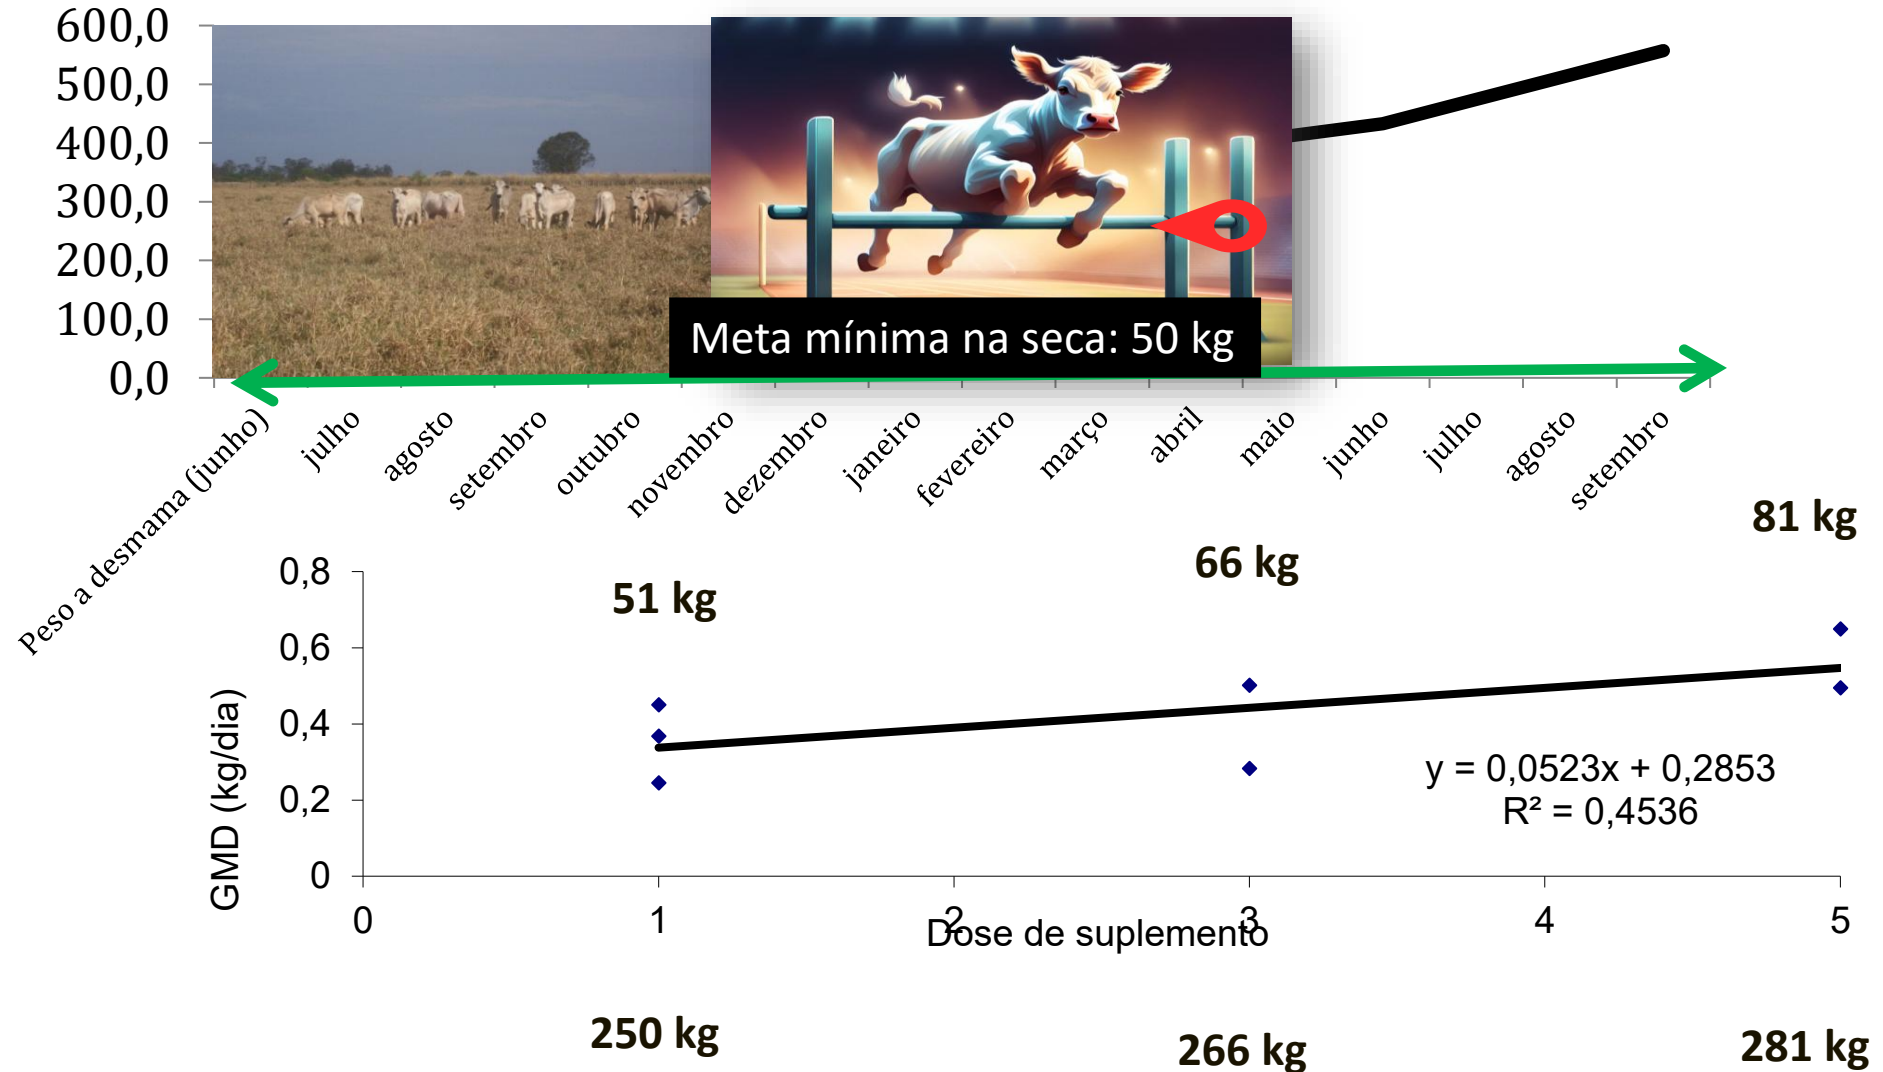 600,0
500,0
400,0
300,0
200,0
100,0
0,0
Meta mínima na seca: 50 kg
Peso a desmama (junho)
julho
agosto
setembro
outubro
novembro
dezembro
janeiro
fevereiro
março
abril
maio
junho
julho
agosto
setembro
51 kg
66 kg
81 kg
0,8
0,6
0,4
0,2
0
GMD (kg/dia)
y = 0,0523x + 0,2853
R² = 0,4536
0 1 2 3 4 5
Dose de suplemento
250 kg
266 kg
281 kg